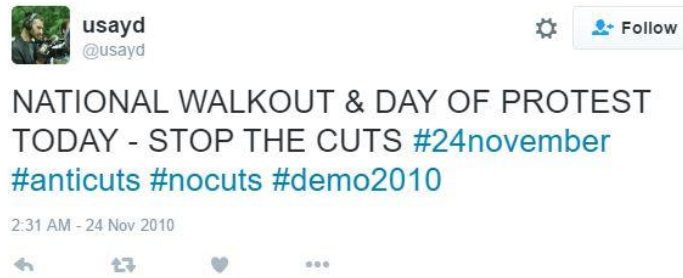 usayd
@usayd
Follow
NATIONAL WALKOUT & DAY OF PROTEST
TODAY - STOP THE CUTS #24november
#anticuts #nocuts #demo2010
2:31 AM - 24 Nov 2010